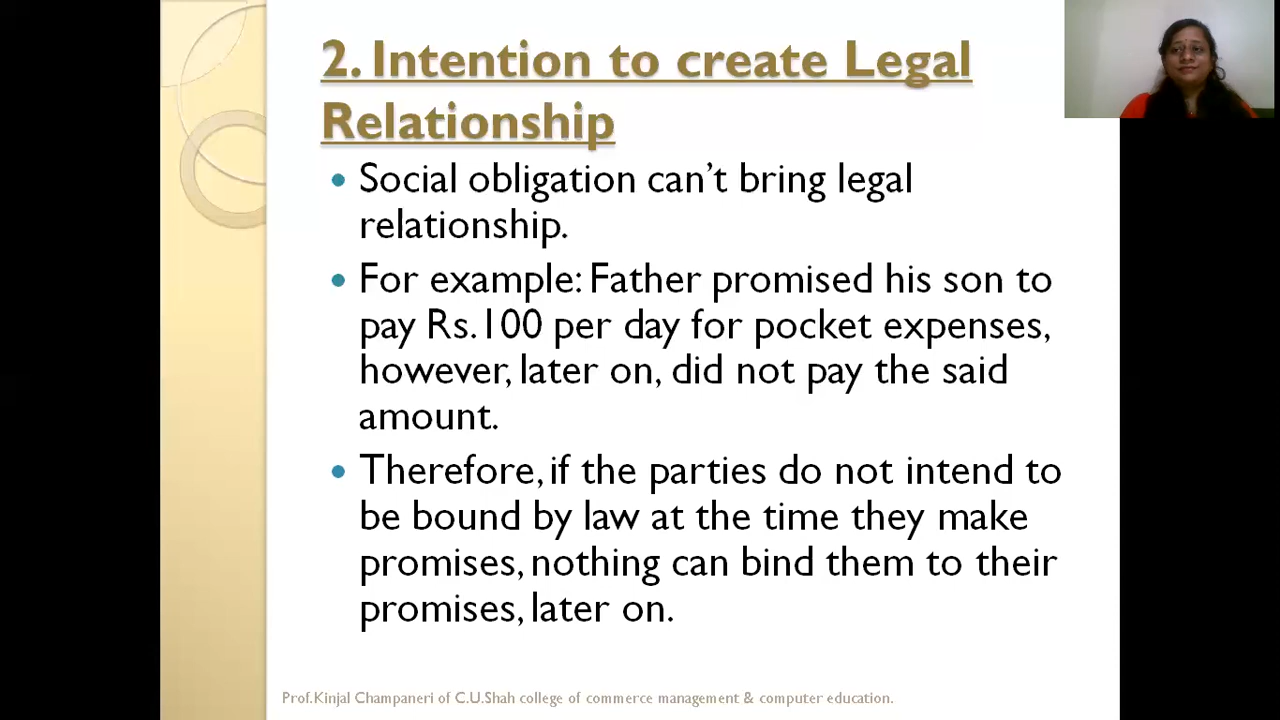 2. Intention to create Legal
Relationship
• Social obligation can’t bring legal
relationship.
• For example: Father promised his son to
pay Rs.100 per day for pocket expenses,
however, later on, did not pay the said
amount.
• Therefore, if the parties do not intend to
be bound by law at the time they make
promises, nothing can bind them to their
promises, later on.
Prof.Kinjal Champaneri of C.U.Shah college of commerce management & computer education.